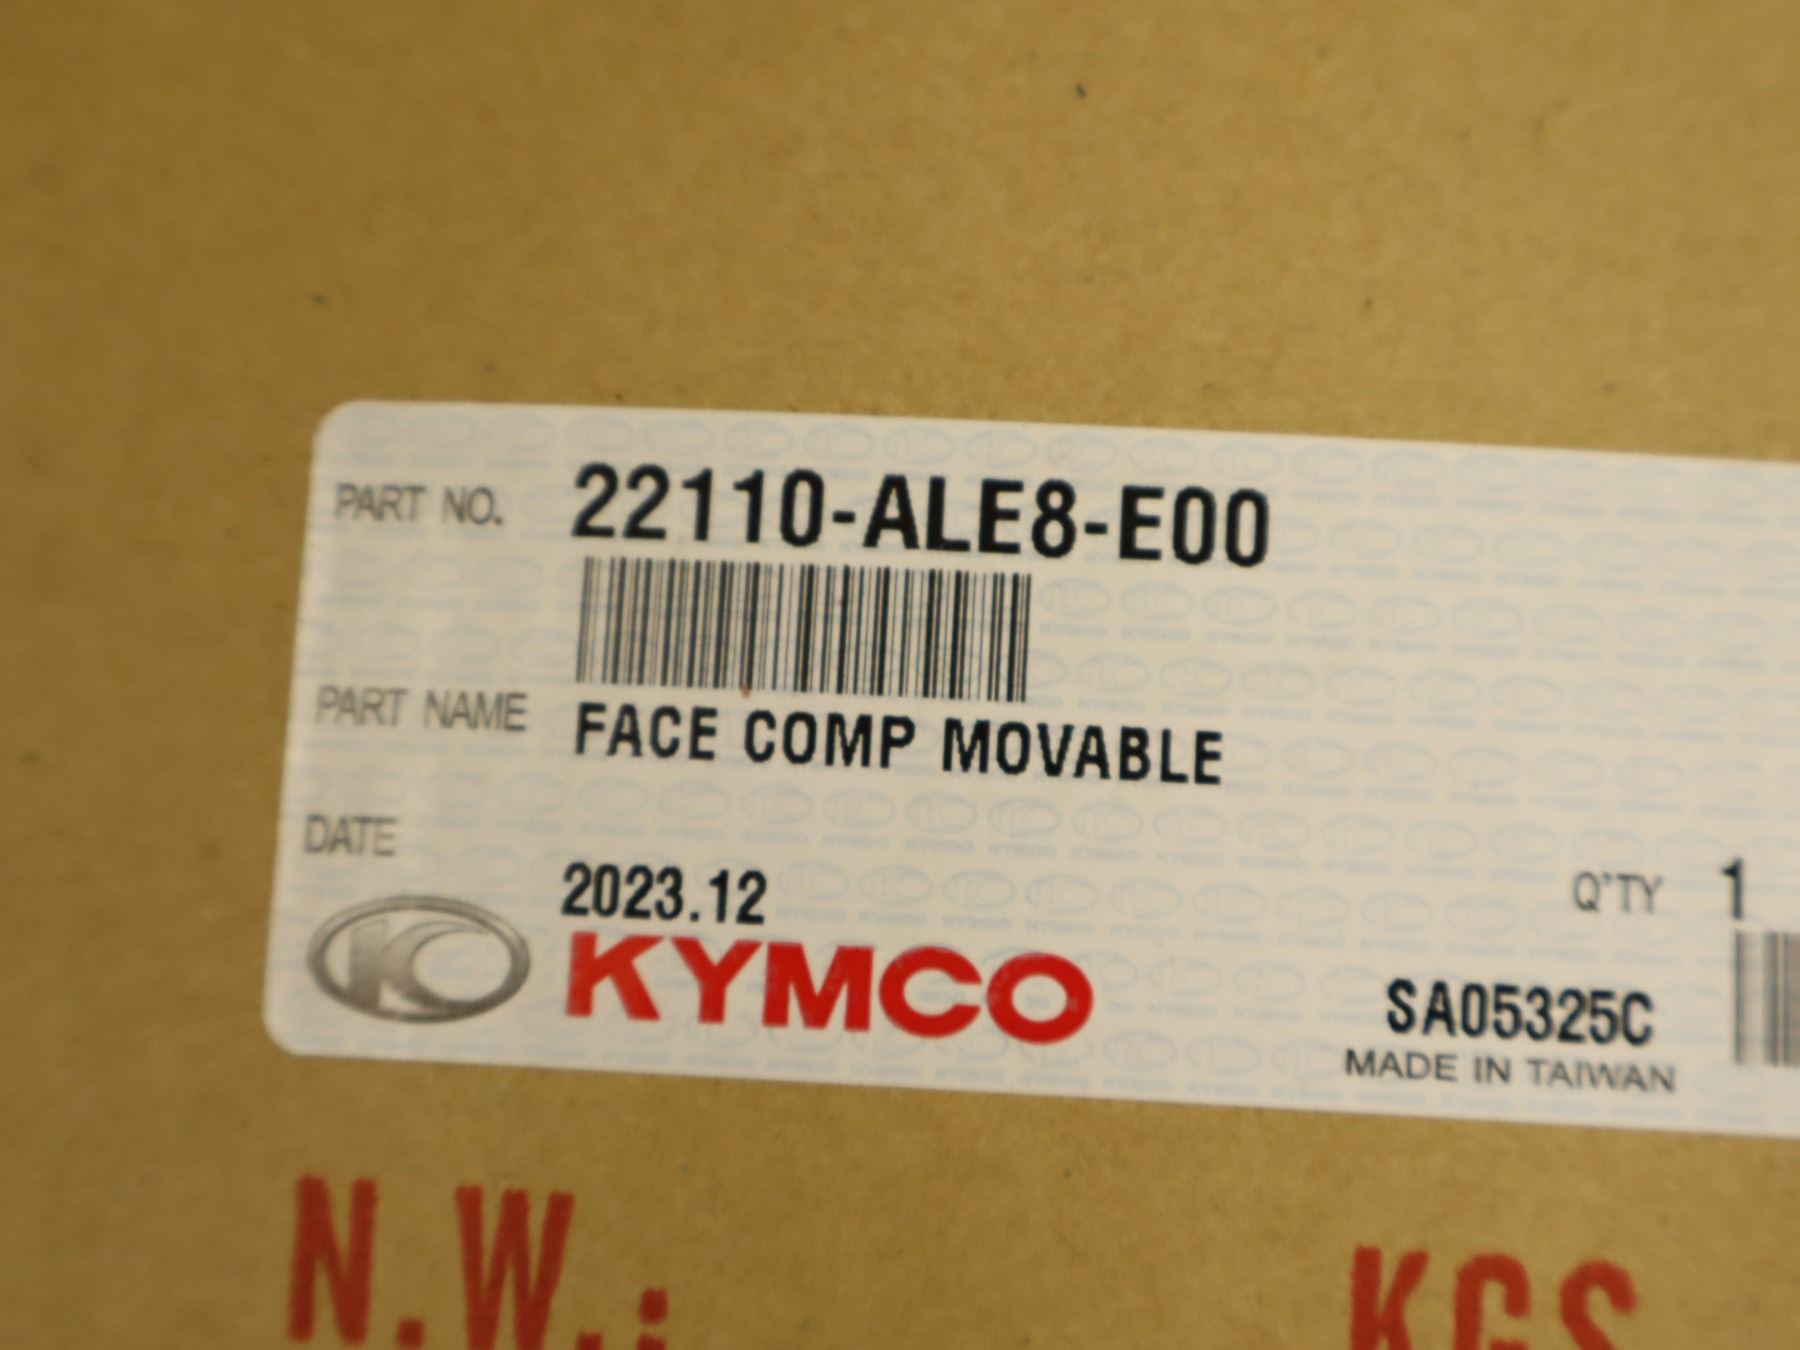 PART NO. 22110-ALE8-E00
PART NAME FACE COMP MOVABLE
DATE 2023.12
Q'TY 1
KYMCO
SA05325C
MADE IN TAIWAN
N.W.: KGS